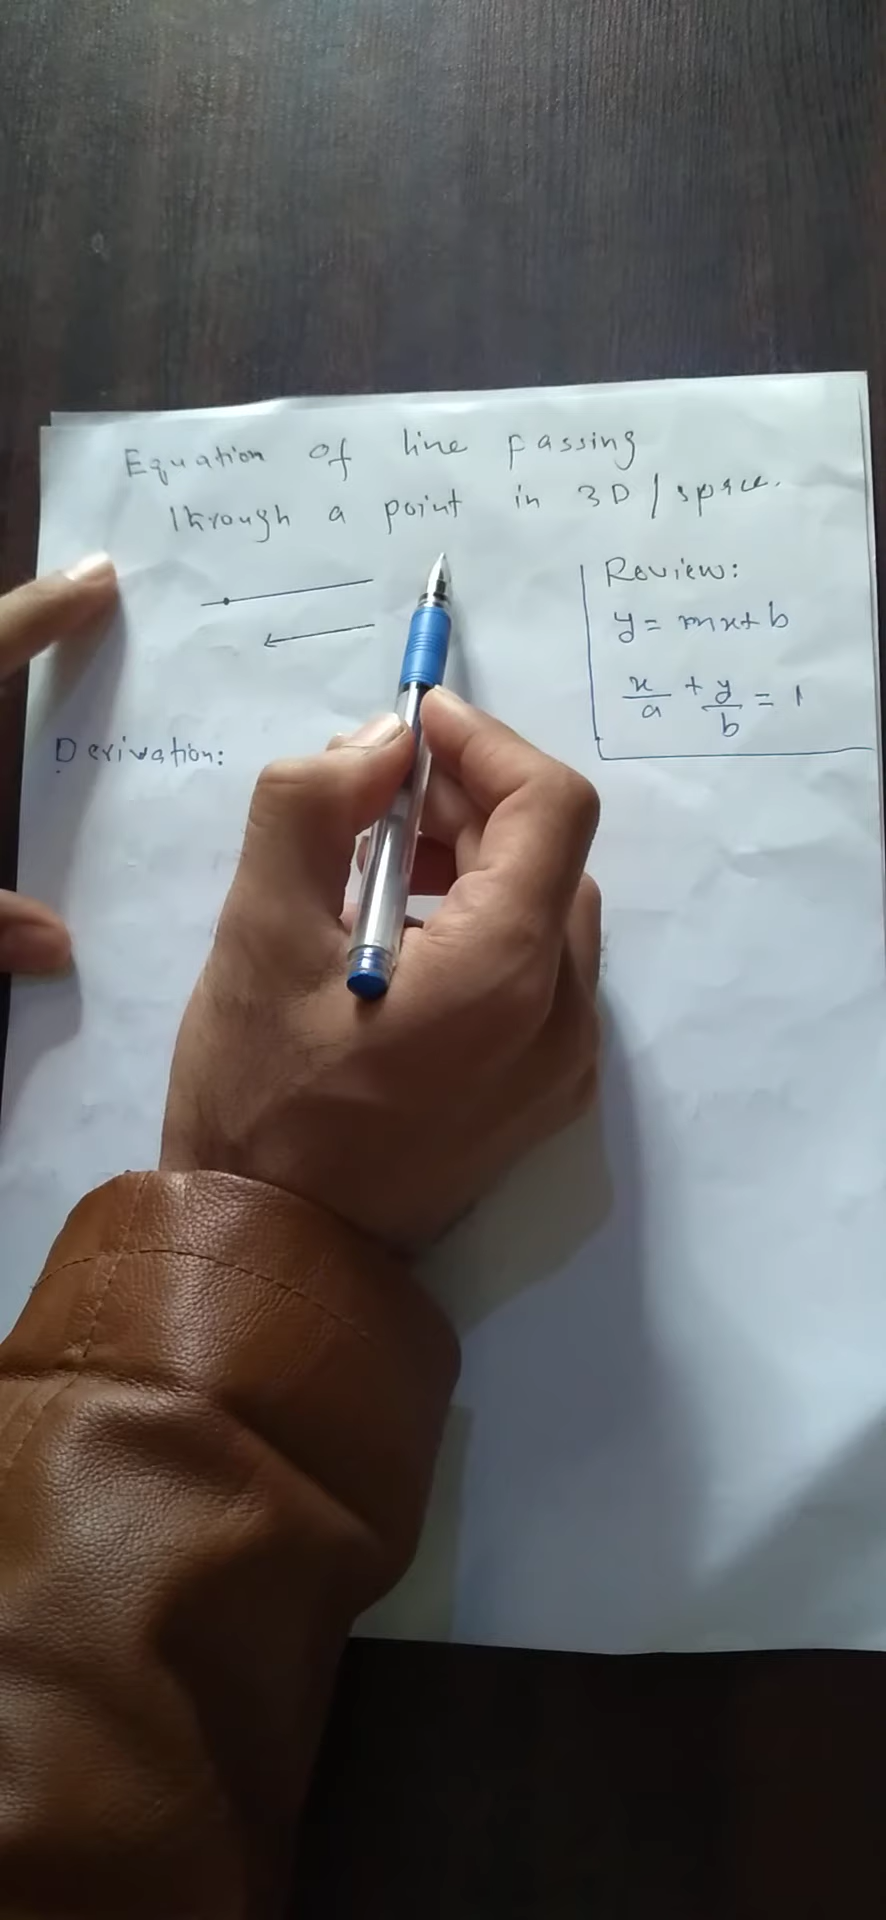 Equation of line passing
through a point in 3D / space.
Review:
y = mx + b
x/a + y/b = 1
Derivation: